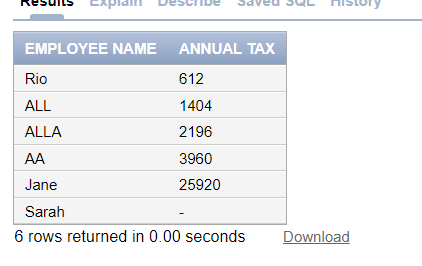 Results Explain Describe Saved SQL History
EMPLOYEE NAME ANNUAL TAX
Rio 612
ALL 1404
ALLA 2196
AA 3960
Jane 25920
Sarah -
6 rows returned in 0.00 seconds Download